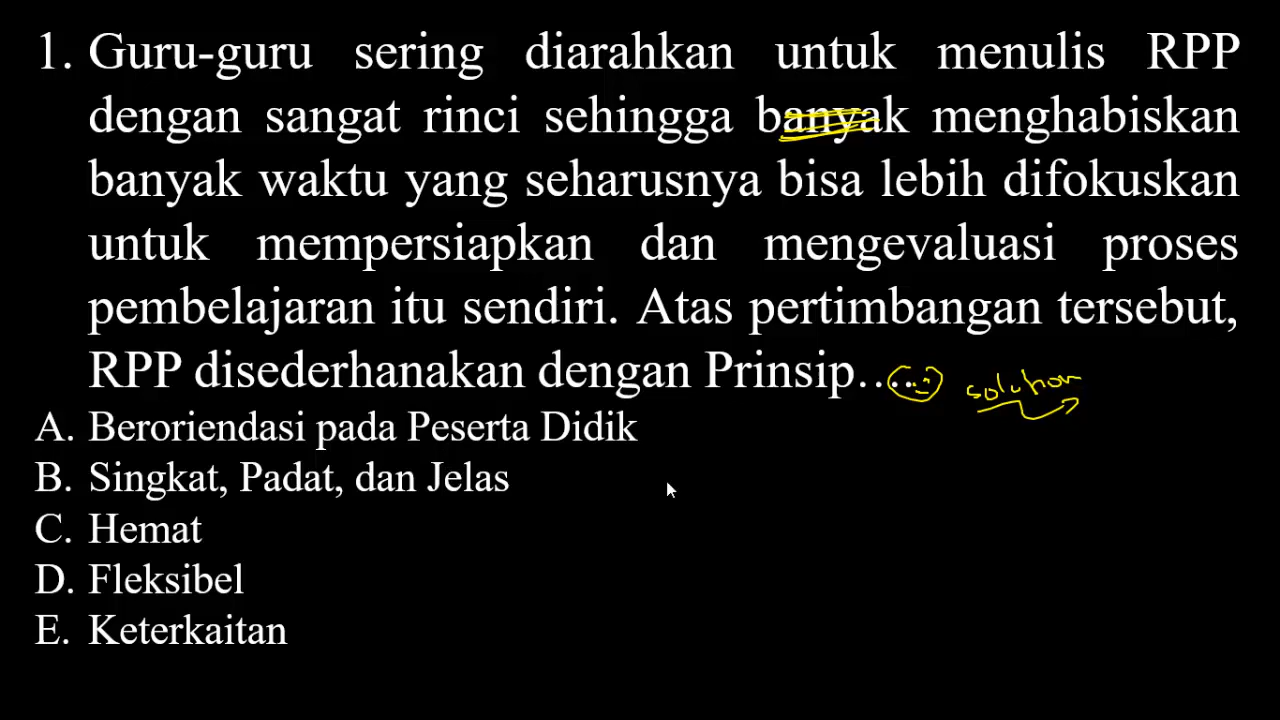 1. Guru-guru sering diarahkan untuk menulis RPP
dengan sangat rinci sehingga banyak menghabiskan
banyak waktu yang seharusnya bisa lebih difokuskan
untuk mempersiapkan dan mengevaluasi proses
pembelajaran itu sendiri. Atas pertimbangan tersebut,
RPP disederhanakan dengan Prinsip.... solution
A. Beroriendasi pada Peserta Didik
B. Singkat, Padat, dan Jelas
C. Hemat
D. Fleksibel
E. Keterkaitan